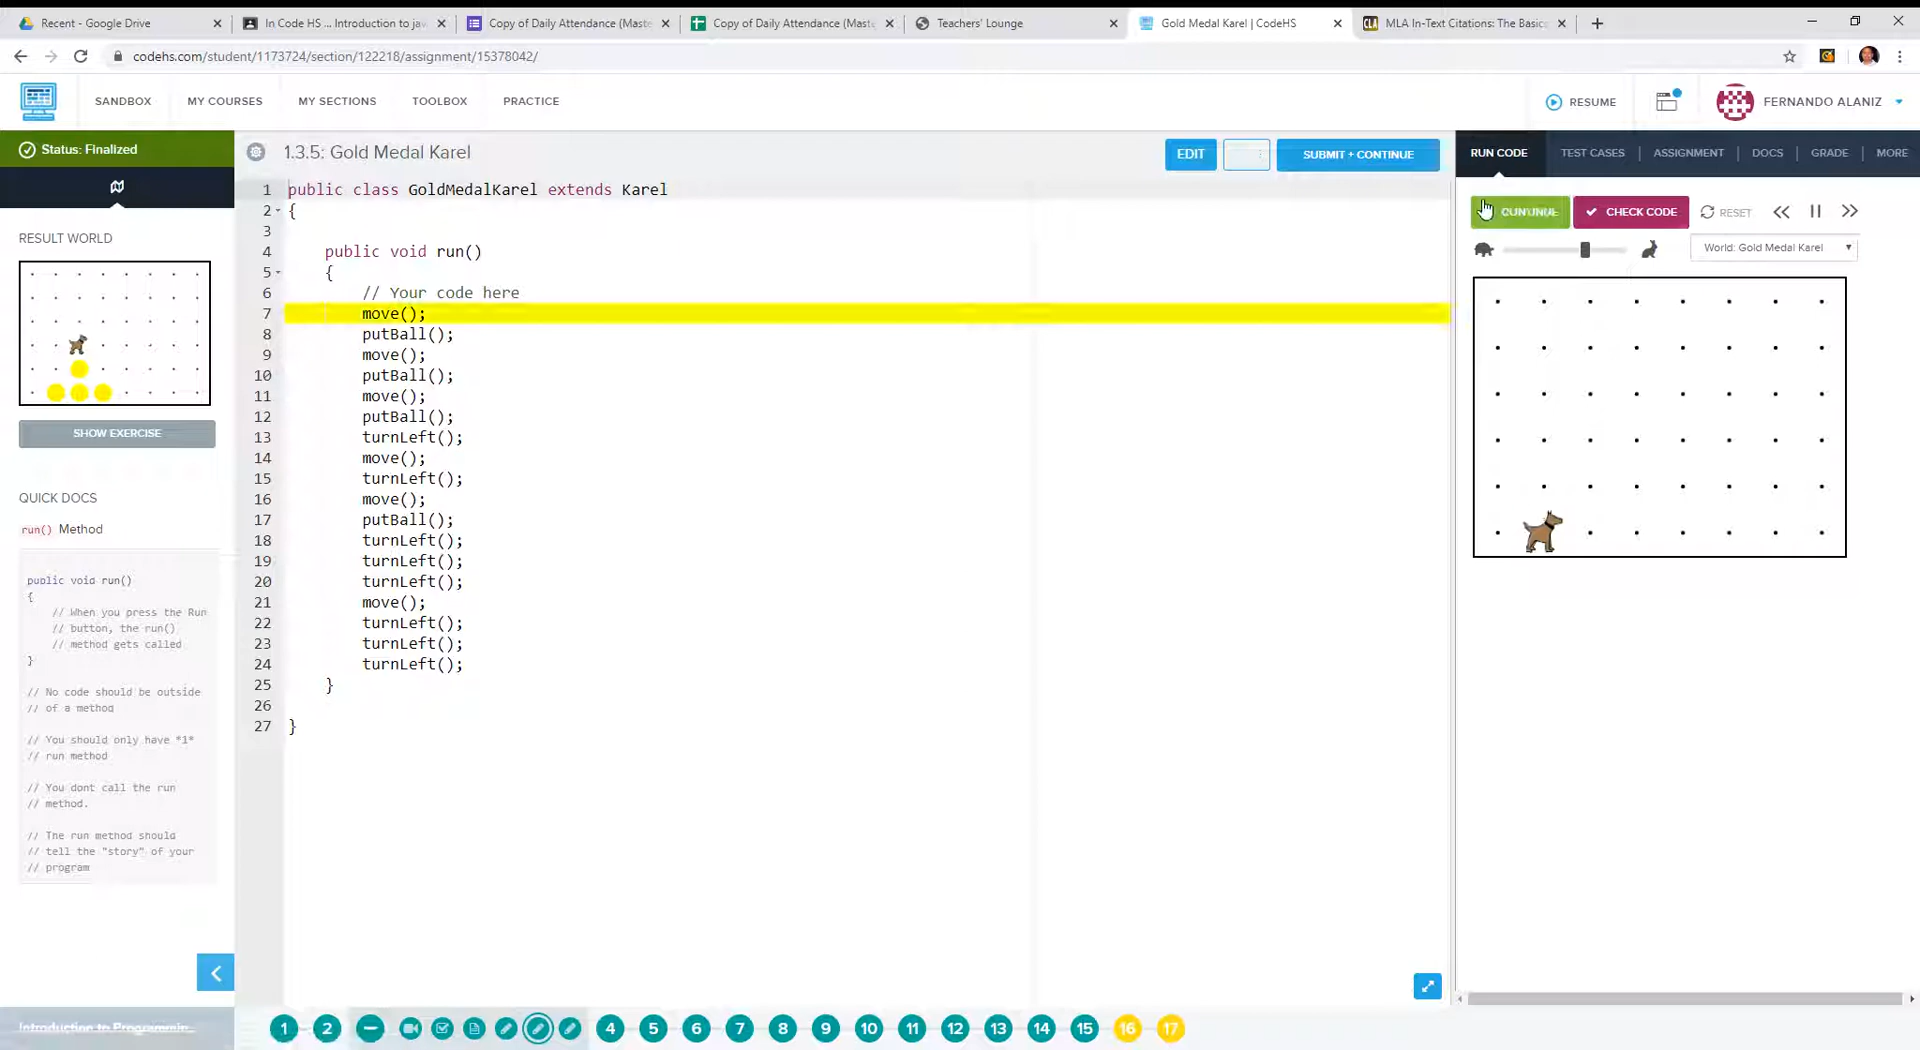 Recent - Google Drive
In Code HS ... Introduction to jav
Copy of Daily Attendance (Maste
Copy of Daily Attendance (Maste
Teachers' Lounge
Gold Medal Karel | CodeHS
MLA In-Text Citations: The Basics
codehs.com/student/1173724/section/122218/assignment/15378042/
SANDBOX
MY COURSES
MY SECTIONS
TOOLBOX
PRACTICE
RESUME
FERNANDO ALANIZ
Status: Finalized
1.3.5: Gold Medal Karel
EDIT
SUBMIT + CONTINUE
RUN CODE
TEST CASES
ASSIGNMENT
DOCS
GRADE
MORE
RESULT WORLD
SHOW EXERCISE
QUICK DOCS
run() Method
public void run()
{
// When you press the Run
// button, the run()
// method gets called
}
// No code should be outside
// of a method
// You should only have *1*
// run method
// You dont call the run
// method.
// The run method should
// tell the "story" of your
// program
1 public class GoldMedalKarel extends Karel
2 {
3
4 public void run()
5 {
6 // Your code here
7 move();
8 putBall();
9 move();
10 putBall();
11 move();
12 putBall();
13 turnLeft();
14 move();
15 turnLeft();
16 move();
17 putBall();
18 turnLeft();
19 turnLeft();
20 turnLeft();
21 move();
22 turnLeft();
23 turnLeft();
24 turnLeft();
25 }
26
27 }
CONTINUE
CHECK CODE
RESET
World: Gold Medal Karel
Introduction to Programmin
1 2 4 5 6 7 8 9 10 11 12 13 14 15 16 17